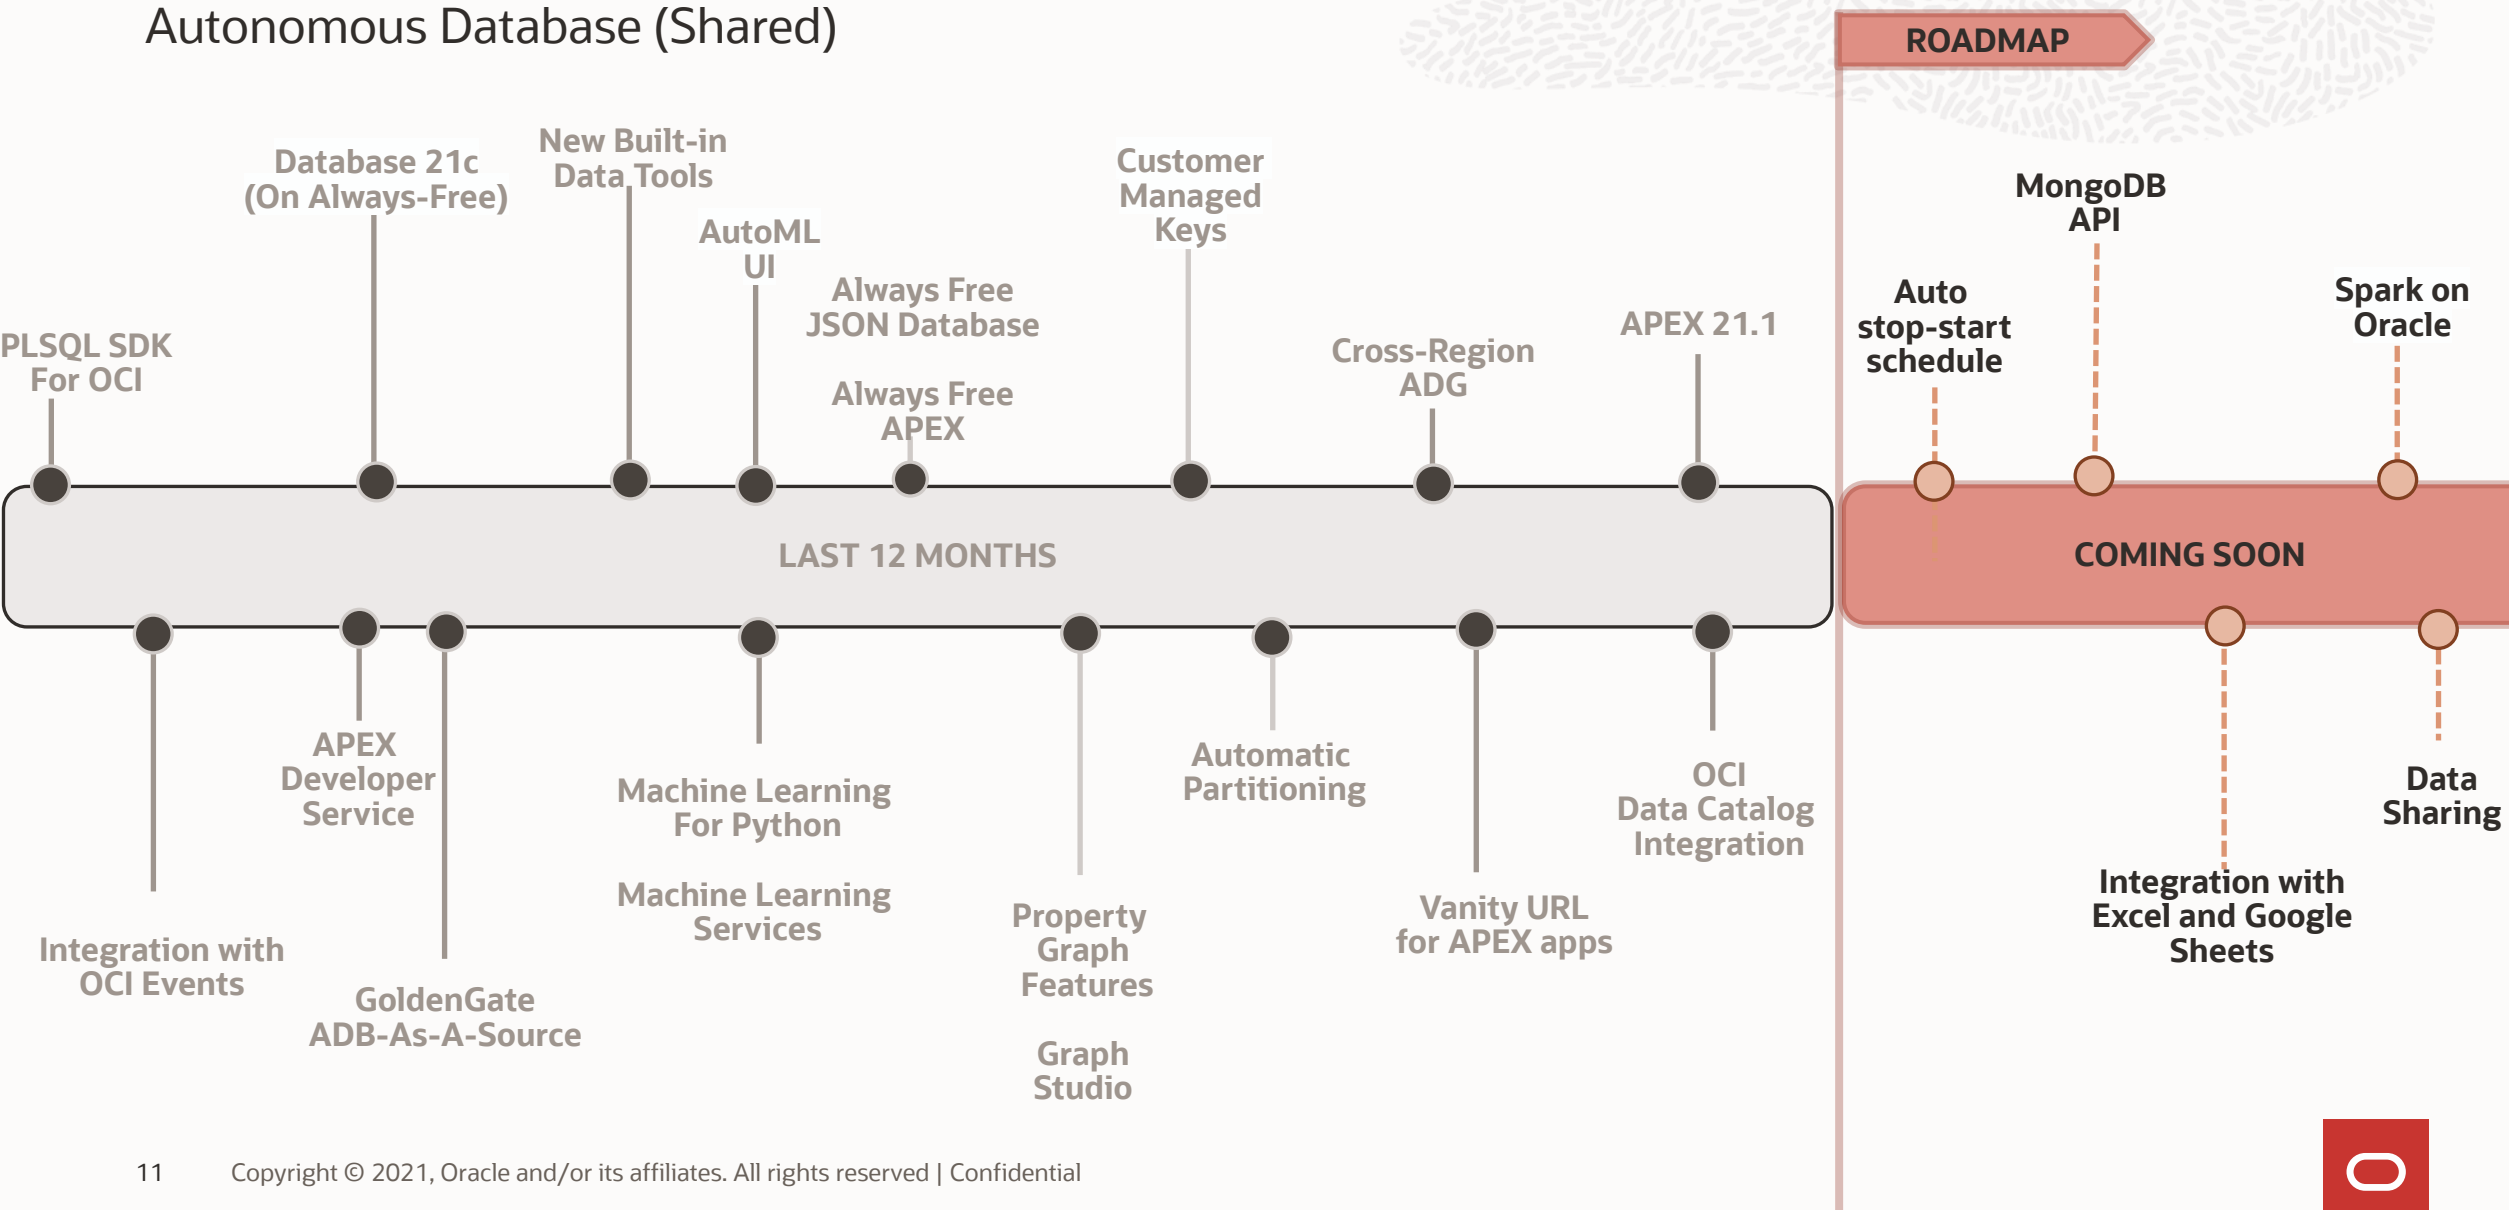 Autonomous Database (Shared)
ROADMAP
PLSQL SDK
For OCI
Database 21c
(On Always-Free)
New Built-in
Data Tools
AutoML
UI
Always Free
JSON Database
Always Free
APEX
Customer
Managed
Keys
Cross-Region
ADG
APEX 21.1
Auto
stop-start
schedule
MongoDB
API
Spark on
Oracle
LAST 12 MONTHS
COMING SOON
Integration with
OCI Events
APEX
Developer
Service
GoldenGate
ADB-As-A-Source
Machine Learning
For Python
Machine Learning
Services
Property
Graph
Features
Graph
Studio
Automatic
Partitioning
Vanity URL
for APEX apps
OCI
Data Catalog
Integration
Integration with
Excel and Google
Sheets
Data
Sharing
11
Copyright © 2021, Oracle and/or its affiliates. All rights reserved | Confidential